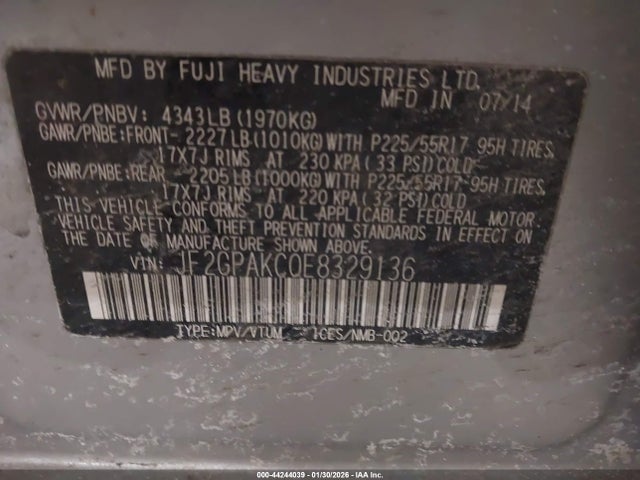 MFD BY FUJI HEAVY INDUSTRIES LTD.
MFD IN 07/14
GVWR/PNBV: 4343LB(1970KG)
GAWR/PNBE:FRONT- 2227LB(1010KG)WITH P225/55R17 95H TIRES,
17X7J RIMS AT 230 KPA(33 PSI)COLD
GAWR/PNBE:REAR - 2205LB(1000KG)WITH P225/55R17 95H TIRES,
17X7J RIMS AT 220 KPA(32 PSI)COLD
THIS VEHICLE CONFORMS TO ALL APPLICABLE FEDERAL MOTOR
VEHICLE SAFETY AND THEFT PREVENTION STANDARDS IN EFFECT ON
THE DATE OF MANUFACTURE SHOWN ABOVE.
VIN: JF2GPAKC0E8329136
TYPE:MPV/VTUM ICES/NMB-002
000-44244039 | 01/30/2026 | IAA Inc.